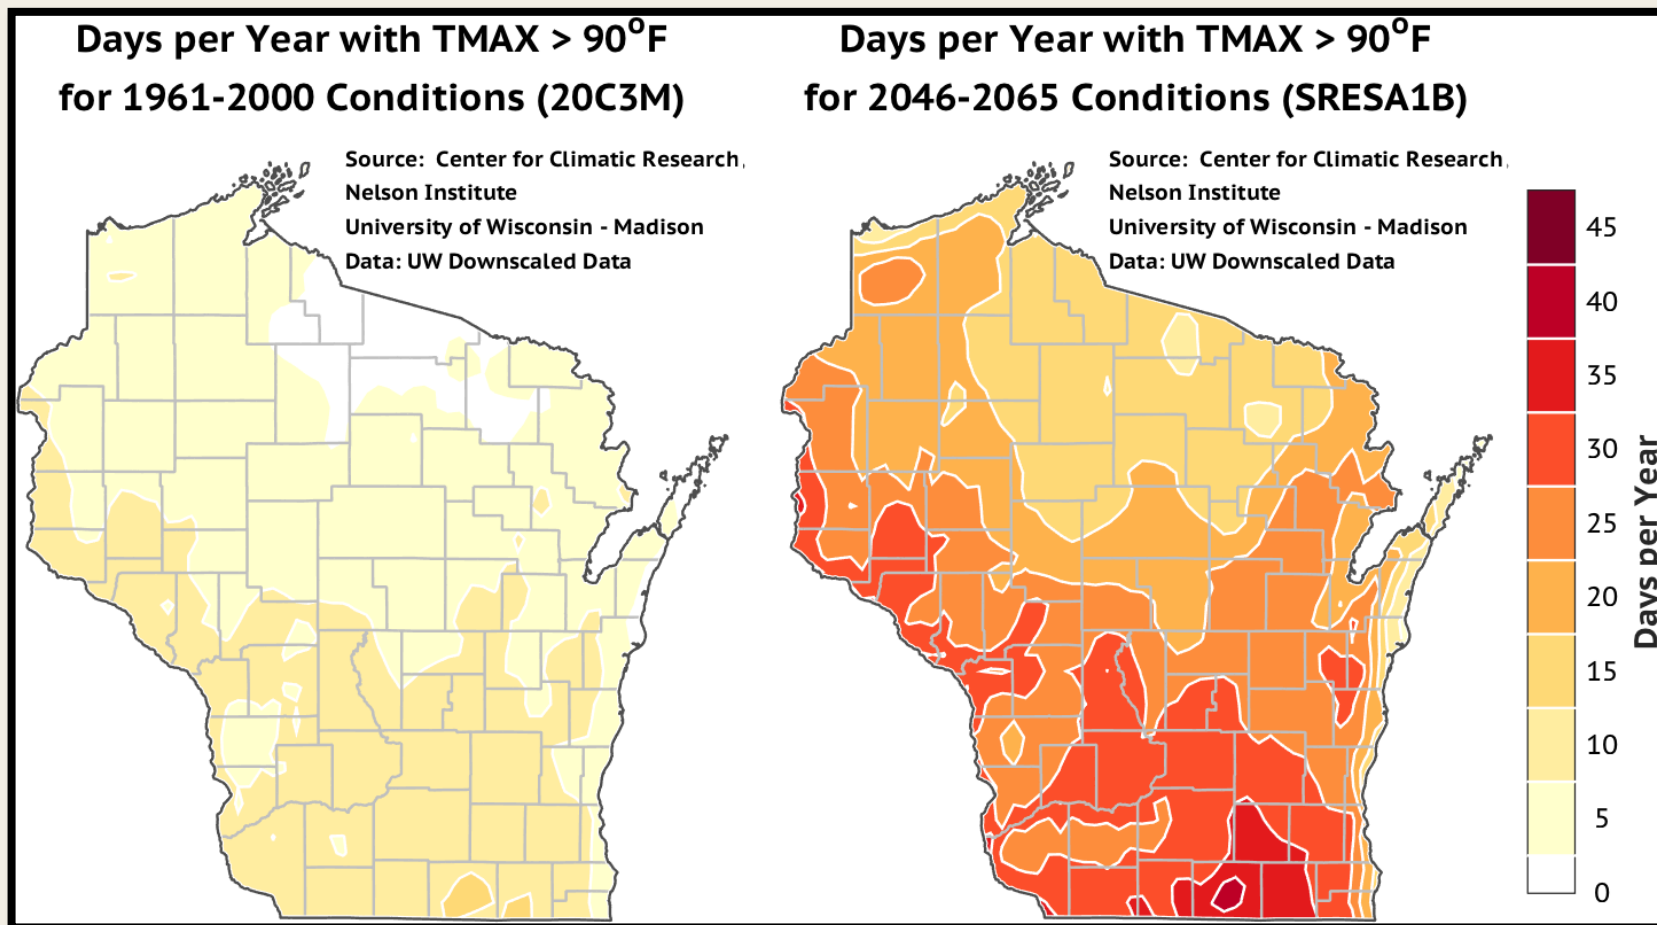 Days per Year with TMAX > 90°F
for 1961-2000 Conditions (20C3M)
Source: Center for Climatic Research,
Nelson Institute
University of Wisconsin - Madison
Data: UW Downscaled Data
Days per Year with TMAX > 90°F
for 2046-2065 Conditions (SRESA1B)
Source: Center for Climatic Research,
Nelson Institute
University of Wisconsin - Madison
Data: UW Downscaled Data
45
40
35
30
25
20
15
10
5
0
Days per Year